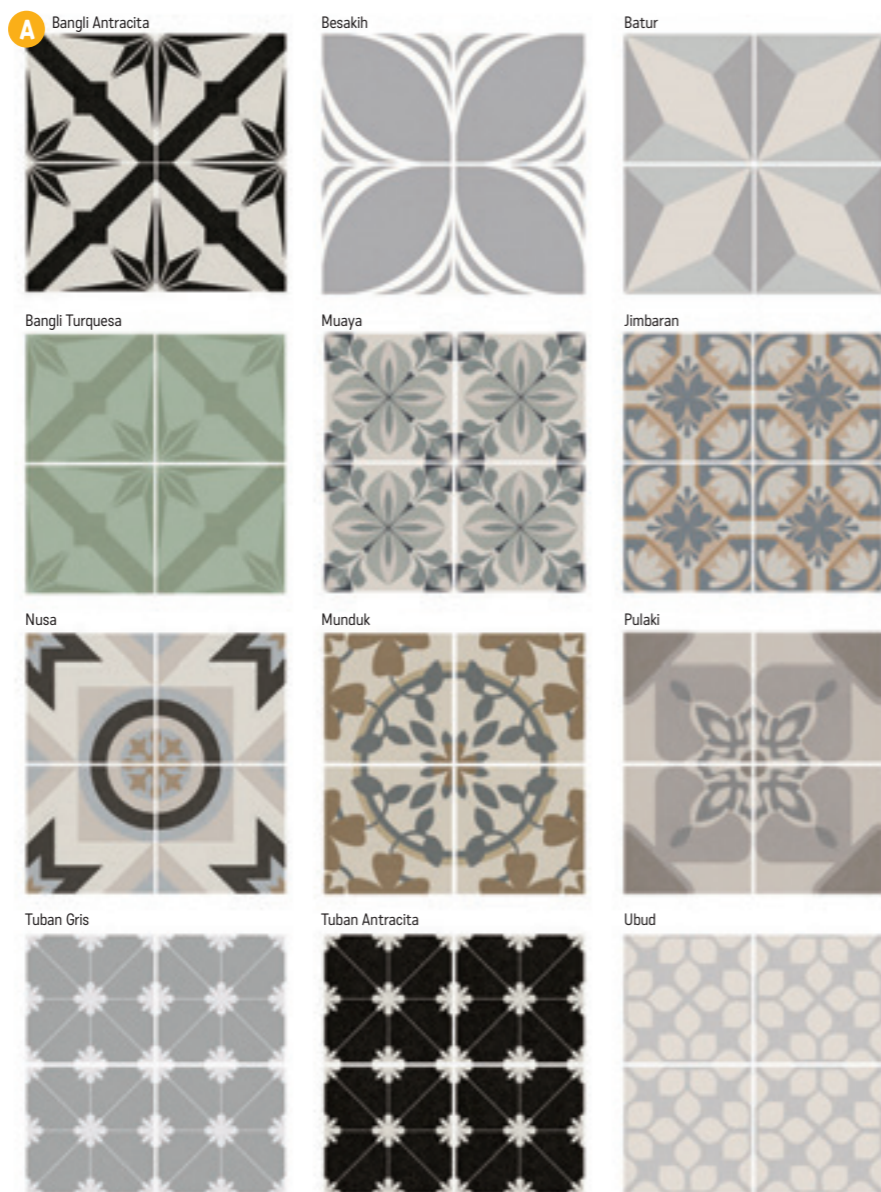 A
Bangli Antracita
Besakih
Batur
Bangli Turquesa
Muaya
Jimbaran
Nusa
Munduk
Pulaki
Tuban Gris
Tuban Antracita
Ubud